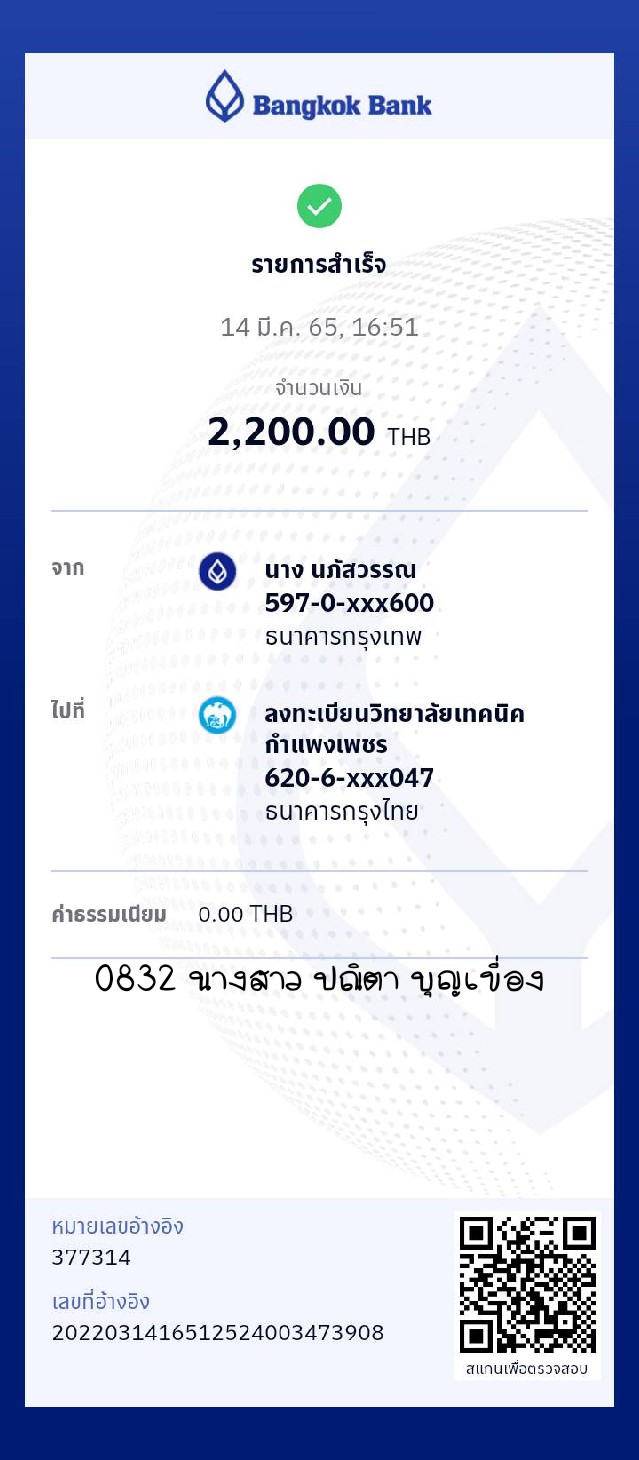 Bangkok Bank
รายการสำเร็จ
14 มี.ค. 65, 16:51
จำนวนเงิน
2,200.00 THB
จาก
นาง นภัสวรรณ
597-0-xxx600
ธนาคารกรุงเทพ
ไปที่
ลงทะเบียนวิทยาลัยเทคนิค
กำแพงเพชร
620-6-xxx047
ธนาคารกรุงไทย
ค่าธรรมเนียม 0.00 THB
0832 นางสาว ปณิตา บุญเขื่อง
หมายเลขอ้างอิง
377314
เลขที่อ้างอิง
2022031416512524003473908
สแกนเพื่อตรวจสอบ